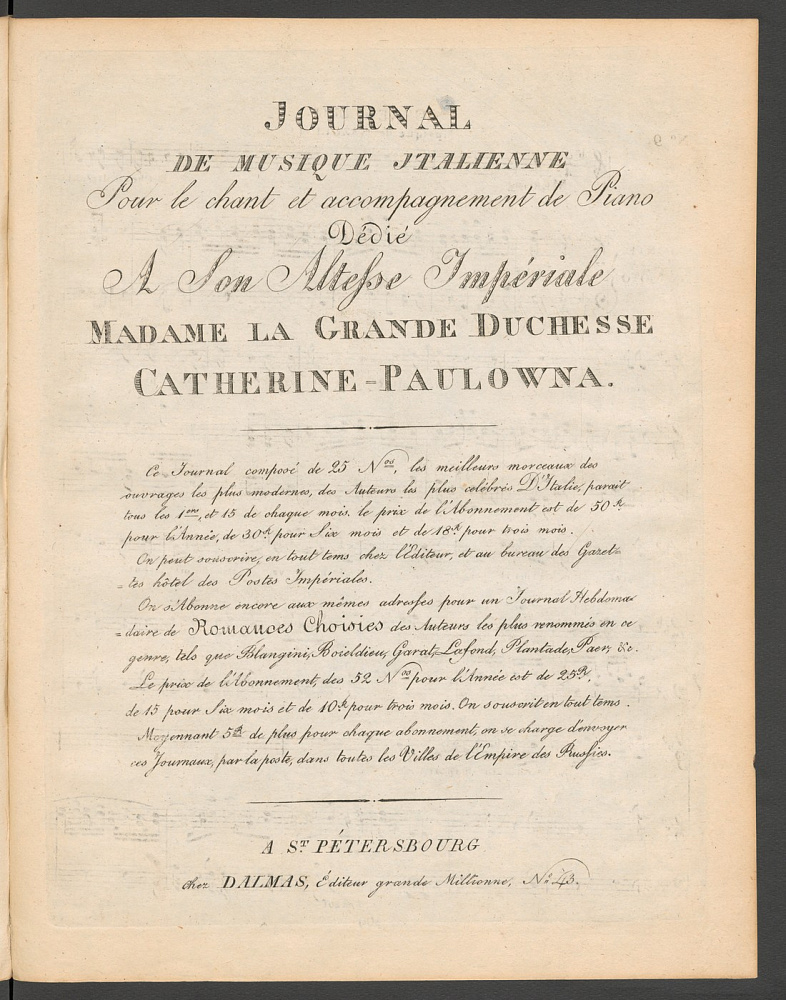 JOURNAL
DE MUSIQUE ITALIENNE
Pour le chant et accompagnement de Piano
Dédié
A Son Altesse Impériale
MADAME LA GRANDE DUCHESSE
CATHERINE-PAULOWNA.
Ce Journal composé de 25 Nos, les meilleurs morceaux des
ouvrages les plus modernes, des Auteurs les plus celébres D'Italie, parait
tous les 1ers, et 15 de chaque mois. le prix de l'Abonnement est de 50 R
pour l'Année, de 30 R pour Six mois et de 18 R pour trois mois.
On peut souscrire, en tout tems chez l'Editeur, et au bureau des Gazet=
=tes hôtel des Postes Impériales.
On s'Abonne encore aux mêmes adresses pour un Journal Hebdoma=
=daire de Romances Choisies des Auteurs les plus renommés en ce
genre, tels que Blangini, Boieldieu, Garat, Lafond, Plantade, Paer, &c.
Le prix de l'Abonnement, des 52 Nos pour l'Année est de 25 R,
de 15 pour Six mois et de 10 R pour trois mois. On souscrit en tout tems.
Moyennant 5 R de plus pour chaque abonnement, on se charge d'envoyer
ces Journaux, par la poste, dans toutes les Villes de l'Empire des Russies.
A ST. PÉTERSBOURG
chez DALMAS, Éditeur grande Millionne, No. 43.